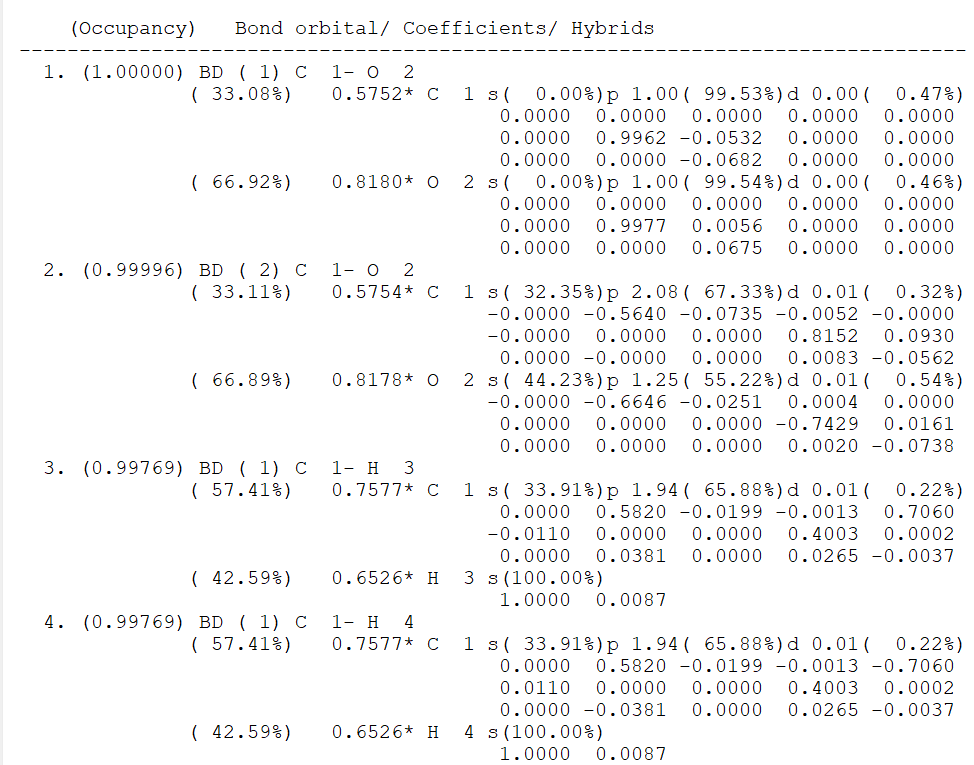 (Occupancy)   Bond orbital/ Coefficients/ Hybrids
-------------------------------------------------------------------------------
1. (1.00000) BD ( 1) C  1- O  2
( 33.08%)   0.5752* C  1 s(  0.00%)p 1.00( 99.53%)d 0.00(  0.47%)
0.0000  0.0000  0.0000  0.0000  0.0000
0.0000  0.9962 -0.0532  0.0000  0.0000
0.0000  0.0000 -0.0682  0.0000  0.0000
( 66.92%)   0.8180* O  2 s(  0.00%)p 1.00( 99.54%)d 0.00(  0.46%)
0.0000  0.0000  0.0000  0.0000  0.0000
0.0000  0.9977  0.0056  0.0000  0.0000
0.0000  0.0000  0.0675  0.0000  0.0000
2. (0.99996) BD ( 2) C  1- O  2
( 33.11%)   0.5754* C  1 s( 32.35%)p 2.08( 67.33%)d 0.01(  0.32%)
-0.0000 -0.5640 -0.0735 -0.0052 -0.0000
-0.0000  0.0000  0.0000  0.8152  0.0930
0.0000 -0.0000  0.0000  0.0083 -0.0562
( 66.89%)   0.8178* O  2 s( 44.23%)p 1.25( 55.22%)d 0.01(  0.54%)
-0.0000 -0.6646 -0.0251  0.0004  0.0000
0.0000  0.0000  0.0000 -0.7429  0.0161
0.0000  0.0000  0.0000  0.0020 -0.0738
3. (0.99769) BD ( 1) C  1- H  3
( 57.41%)   0.7577* C  1 s( 33.91%)p 1.94( 65.88%)d 0.01(  0.22%)
0.0000  0.5820 -0.0199 -0.0013  0.7060
-0.0110  0.0000  0.0000  0.4003  0.0002
0.0000  0.0381  0.0000  0.0265 -0.0037
( 42.59%)   0.6526* H  3 s(100.00%)
1.0000  0.0087
4. (0.99769) BD ( 1) C  1- H  4
( 57.41%)   0.7577* C  1 s( 33.91%)p 1.94( 65.88%)d 0.01(  0.22%)
0.0000  0.5820 -0.0199 -0.0013 -0.7060
0.0110  0.0000  0.0000  0.4003  0.0002
0.0000 -0.0381  0.0000  0.0265 -0.0037
( 42.59%)   0.6526* H  4 s(100.00%)
1.0000  0.0087